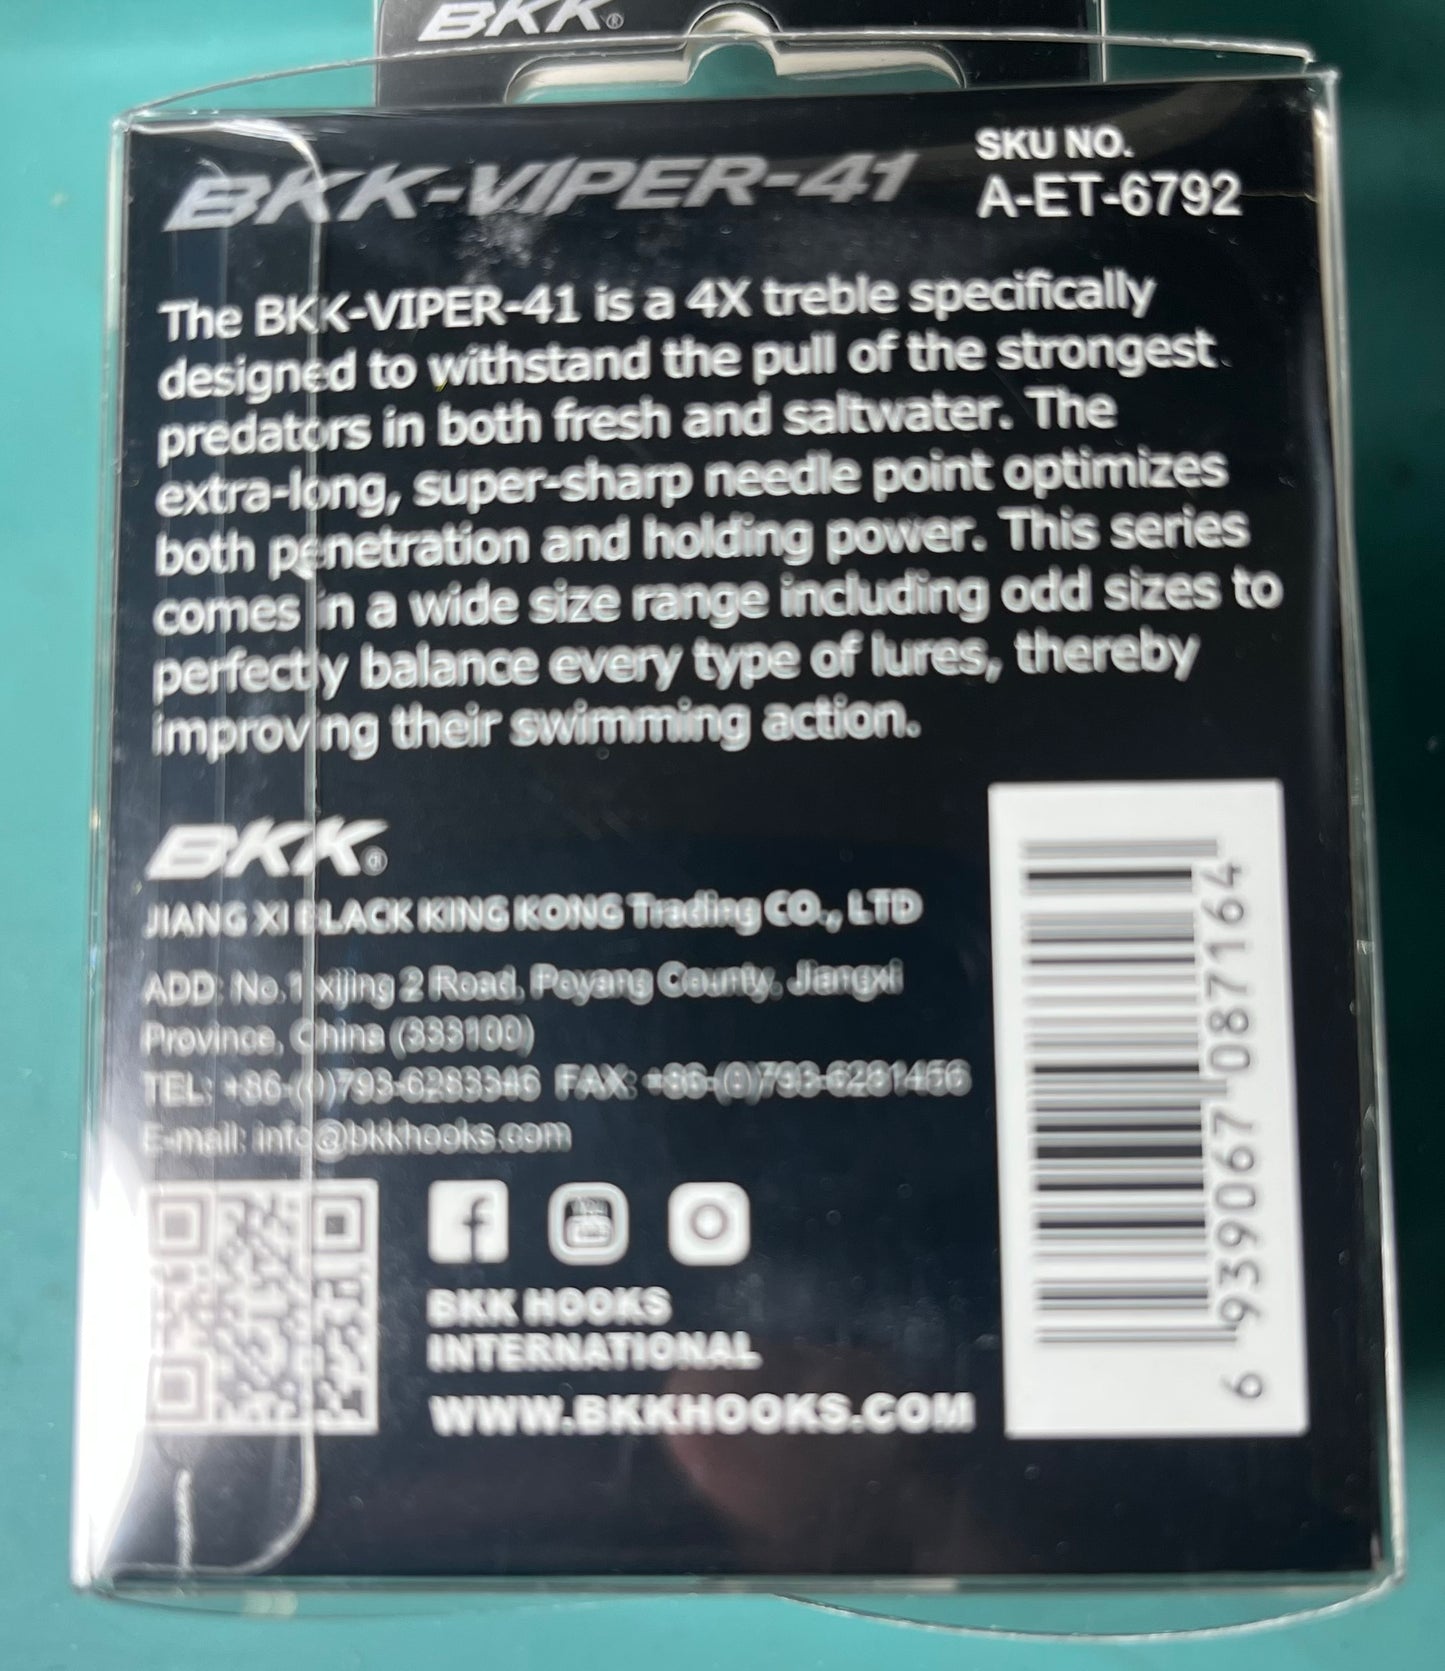 BKK®
BKK-VIPER-41
SKU NO.
A-ET-6792
The BKK-VIPER-41 is a 4X treble specifically
designed to withstand the pull of the strongest
predators in both fresh and saltwater. The
extra-long, super-sharp needle point optimizes
both penetration and holding power. This series
comes in a wide size range including odd sizes to
perfectly balance every type of lures, thereby
improving their swimming action.
BKK®
JIANG XI BLACK KING KONG Trading CO., LTD
ADD: No.1 xijing 2 Road, Poyang County, Jiangxi
Province, China (333100)
TEL: +86-(0)793-6283346 FAX: +86-(0)793-6281456
E-mail: info@bkkhooks.com
f
BKK HOOKS
INTERNATIONAL
WWW.BKKHOOKS.COM
6 939067 087164